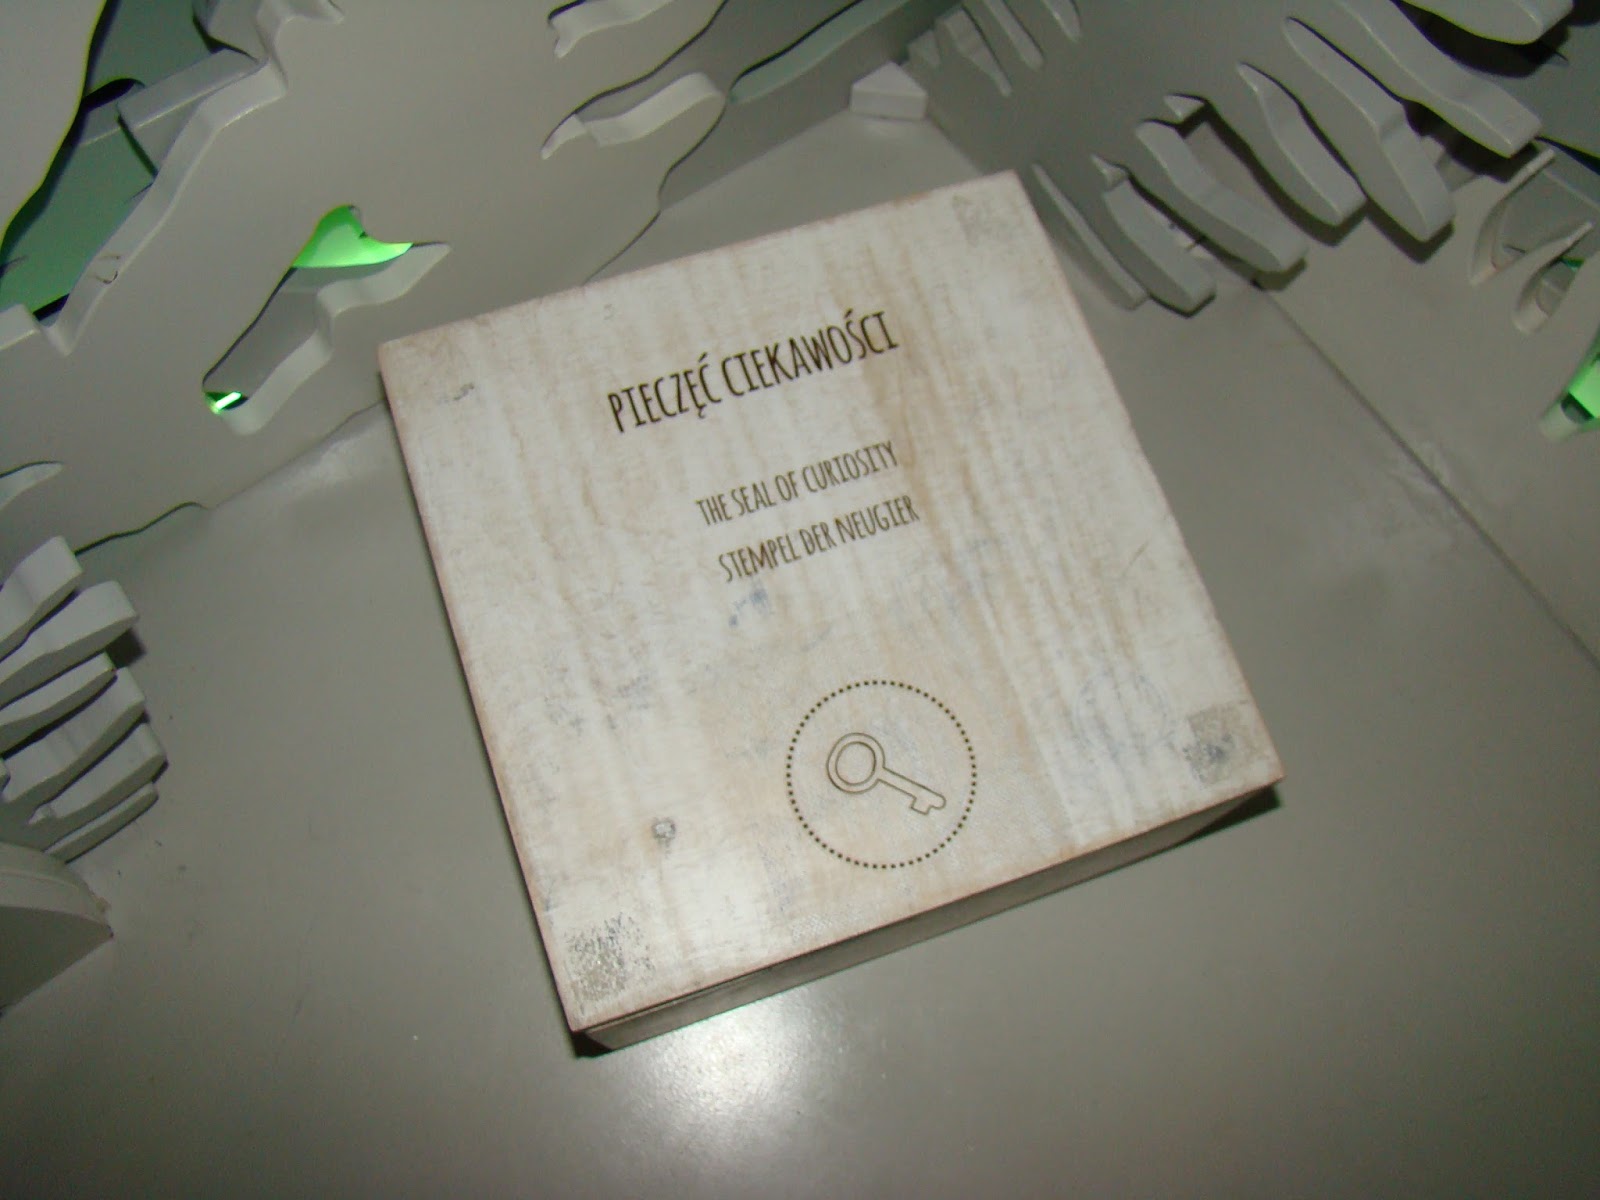 PIECZĘĆ CIEKAWOŚCI
THE SEAL OF CURIOSITY
STEMPEL DER NEUGIER